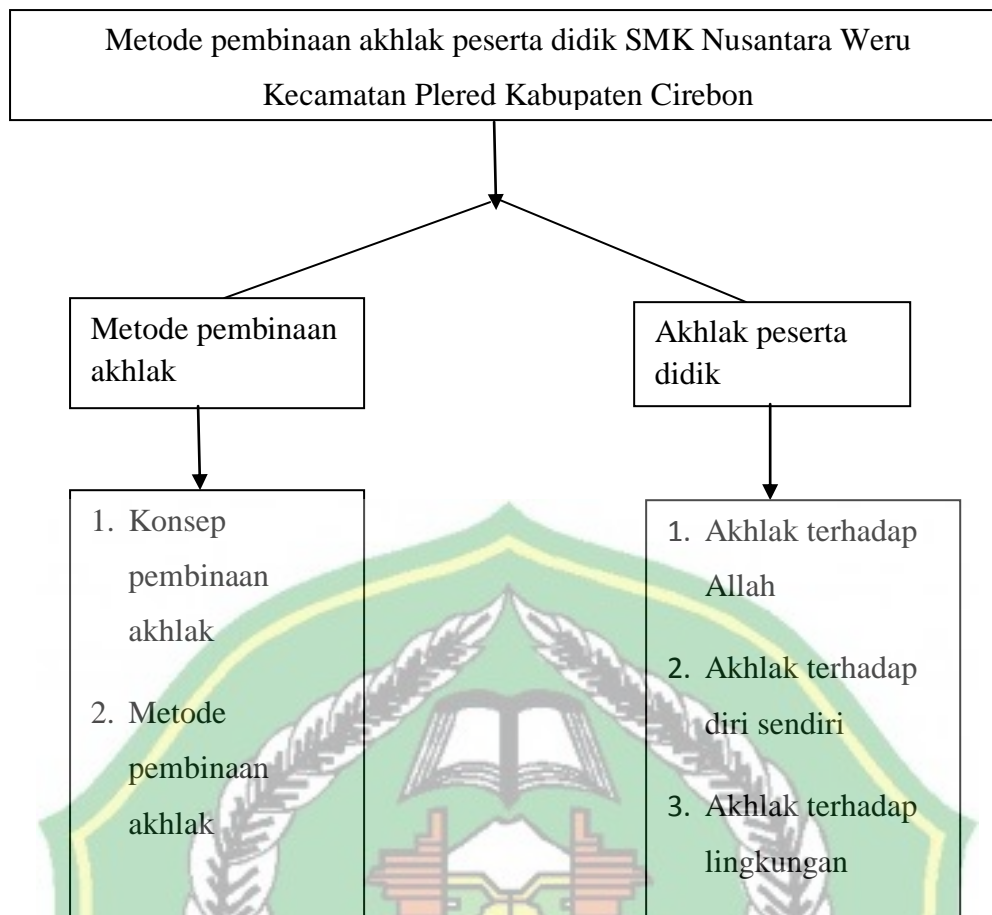 Metode pembinaan akhlak peserta didik SMK Nusantara Weru
Kecamatan Plered Kabupaten Cirebon
Metode pembinaan
akhlak
Akhlak peserta
didik
1. Konsep
pembinaan
akhlak
2. Metode
pembinaan
akhlak
1. Akhlak terhadap
Allah
2. Akhlak terhadap
diri sendiri
3. Akhlak terhadap
lingkungan